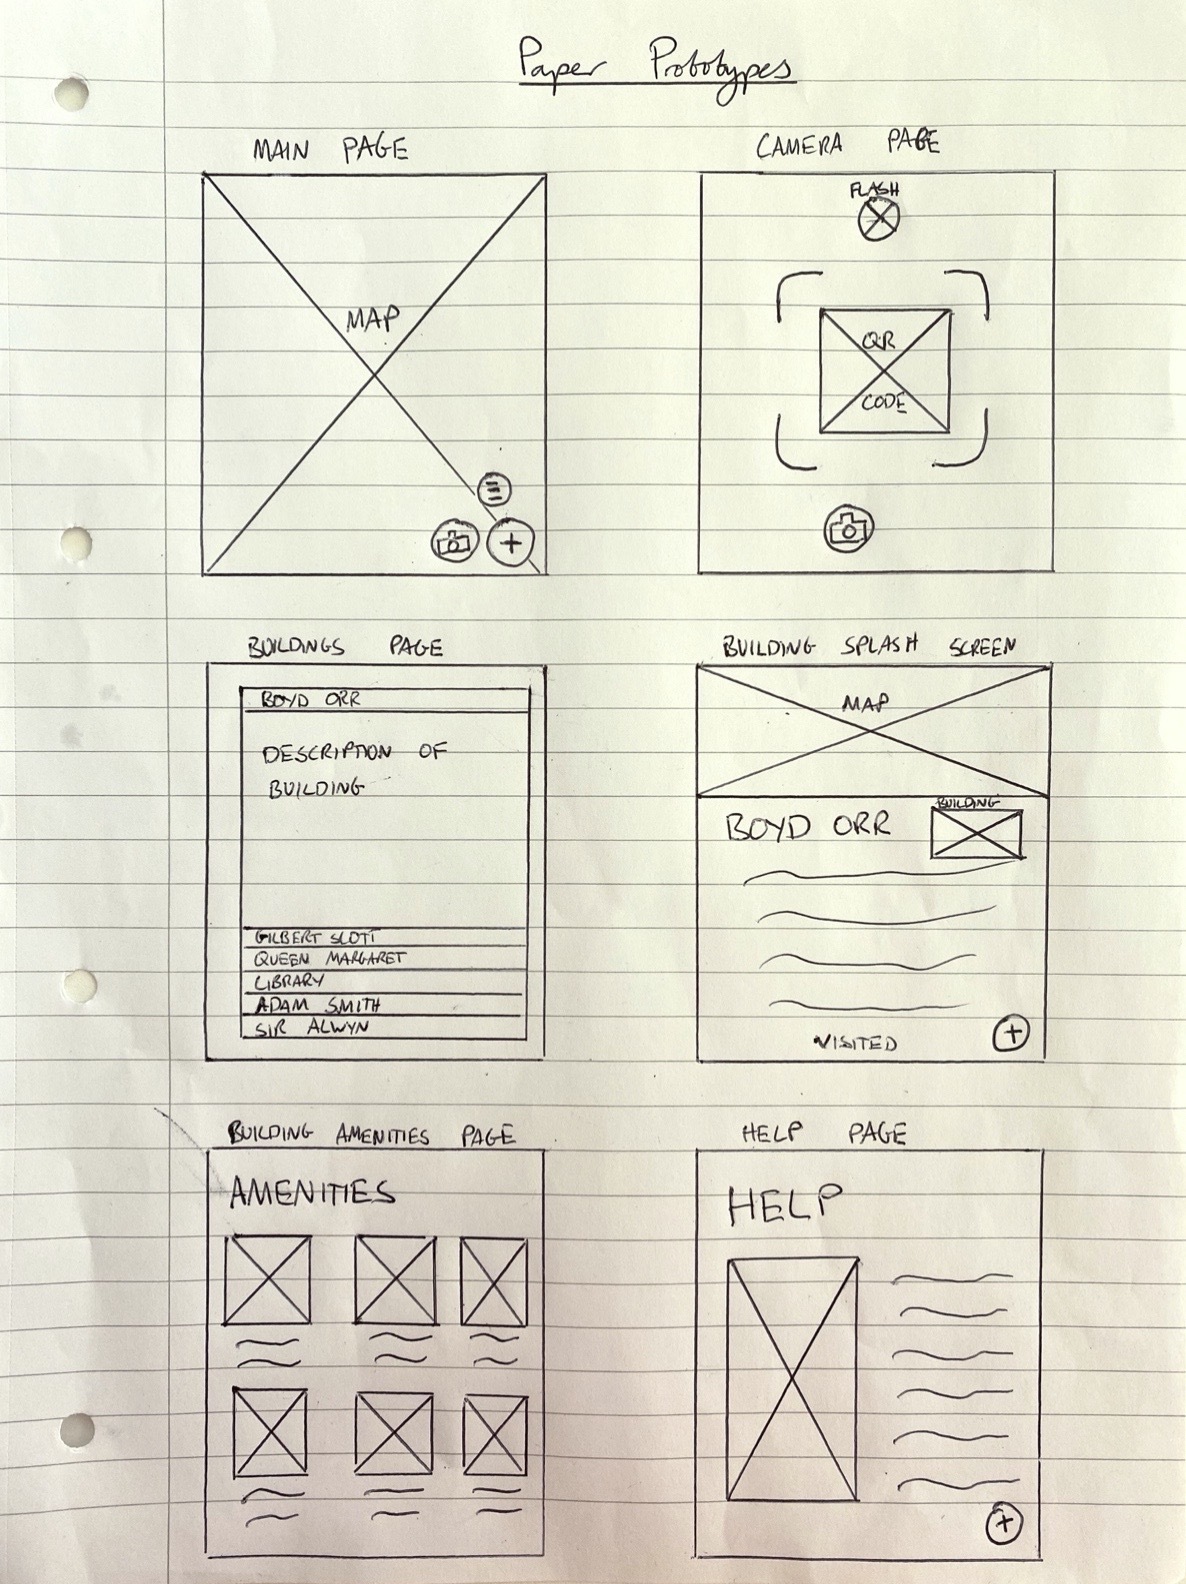 Paper Prototypes
MAIN PAGE
MAP
CAMERA PAGE
FLASH
QR
CODE
BUILDINGS PAGE
BOYD ORR
DESCRIPTION OF
BUILDING
GILBERT SCOTT
QUEEN MARGARET
LIBRARY
ADAM SMITH
SIR ALWYN
BUILDING SPLASH SCREEN
MAP
BUILDING
BOYD ORR
VISITED
BUILDING AMENITIES PAGE
AMENITIES
HELP PAGE
HELP